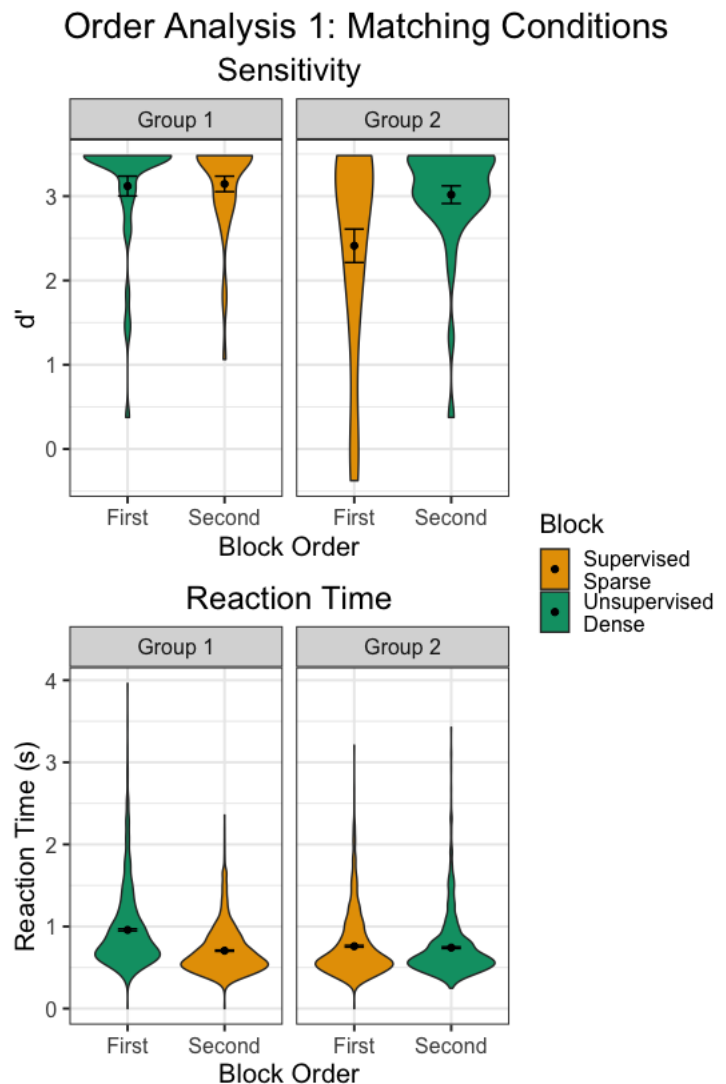 Order Analysis 1: Matching Conditions
Sensitivity
Group 1
Group 2
3
2
1
0
d'
First
Second
First
Second
Block Order
Block
Supervised
Sparse
Unsupervised
Dense
Reaction Time
Group 1
Group 2
4
3
2
1
0
Reaction Time (s)
First
Second
First
Second
Block Order